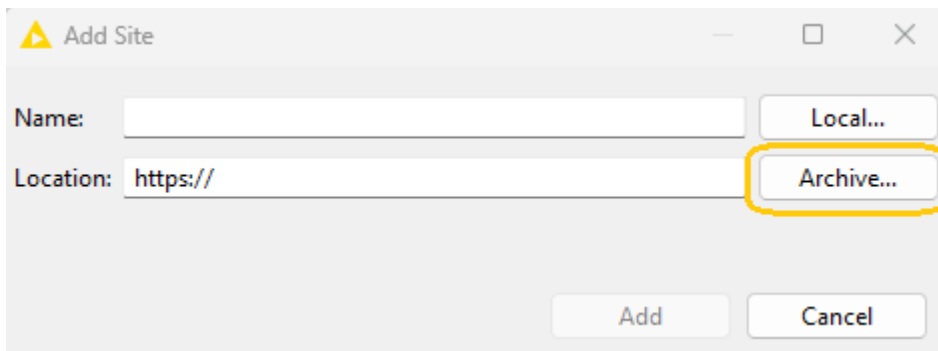 Add Site
Name: Local...
Location: https:// Archive...
Add Cancel